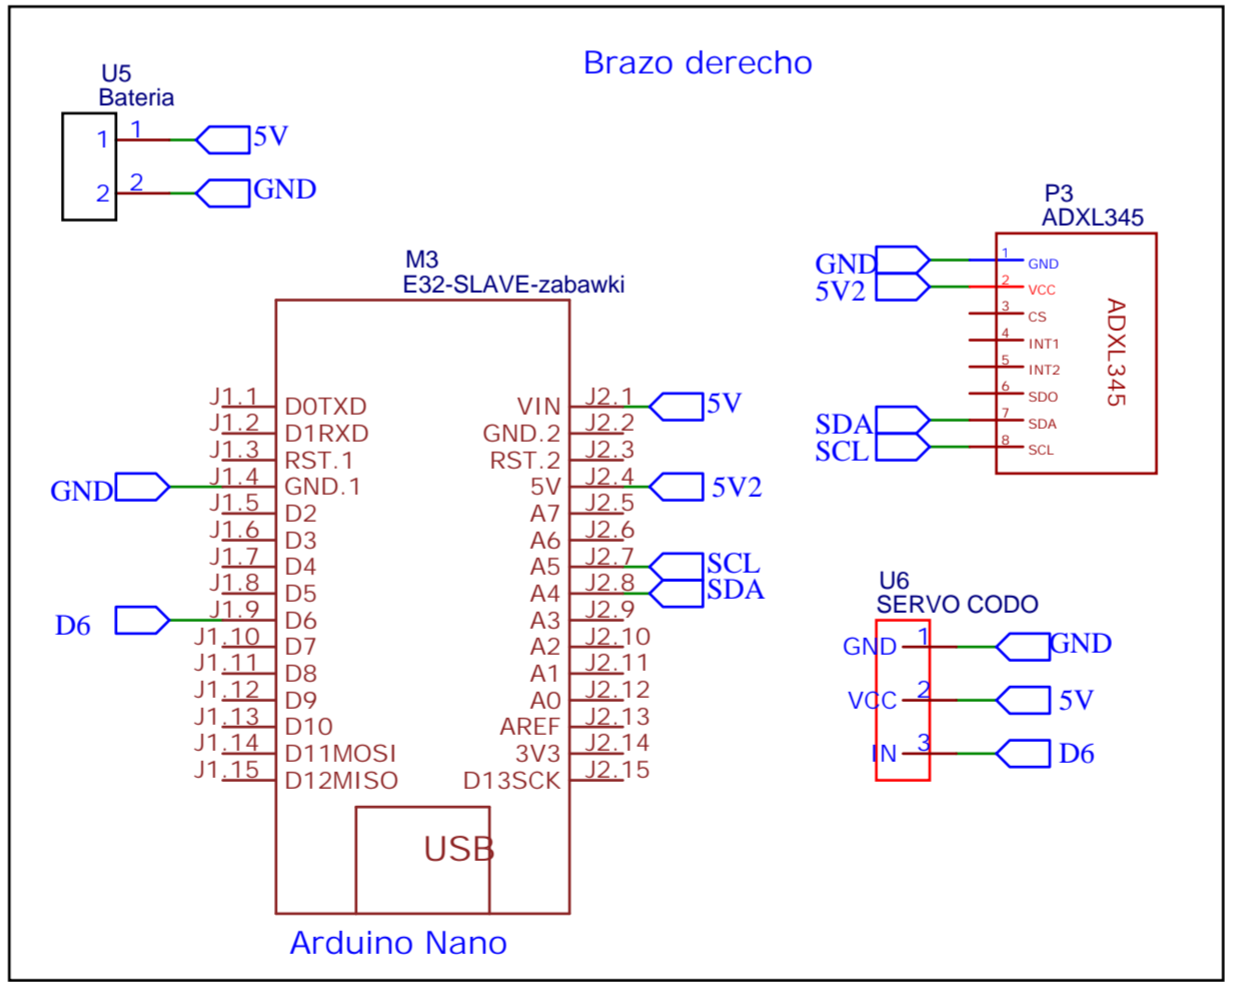 Brazo derecho
U5
Bateria
1 1 5V
2 2 GND
P3
ADXL345
GND 1 GND
5V2 2 VCC
3 CS
4 INT1
5 INT2
6 SDO
SDA 7 SDA
SCL 8 SCL
ADXL345
M3
E32-SLAVE-zabawki
J1.1 D0TXD VIN J2.1 5V
J1.2 D1RXD GND.2 J2.2
J1.3 RST.1 RST.2 J2.3
GND J1.4 GND.1 5V J2.4 5V2
J1.5 D2 A7 J2.5
J1.6 D3 A6 J2.6
J1.7 D4 A5 J2.7 SCL
J1.8 D5 A4 J2.8 SDA
D6 J1.9 D6 A3 J2.9
J1.10 D7 A2 J2.10
J1.11 D8 A1 J2.11
J1.12 D9 A0 J2.12
J1.13 D10 AREF J2.13
J1.14 D11MOSI 3V3 J2.14
J1.15 D12MISO D13SCK J2.15
USB
Arduino Nano
U6
SERVO CODO
GND 1 GND
VCC 2 5V
IN 3 D6